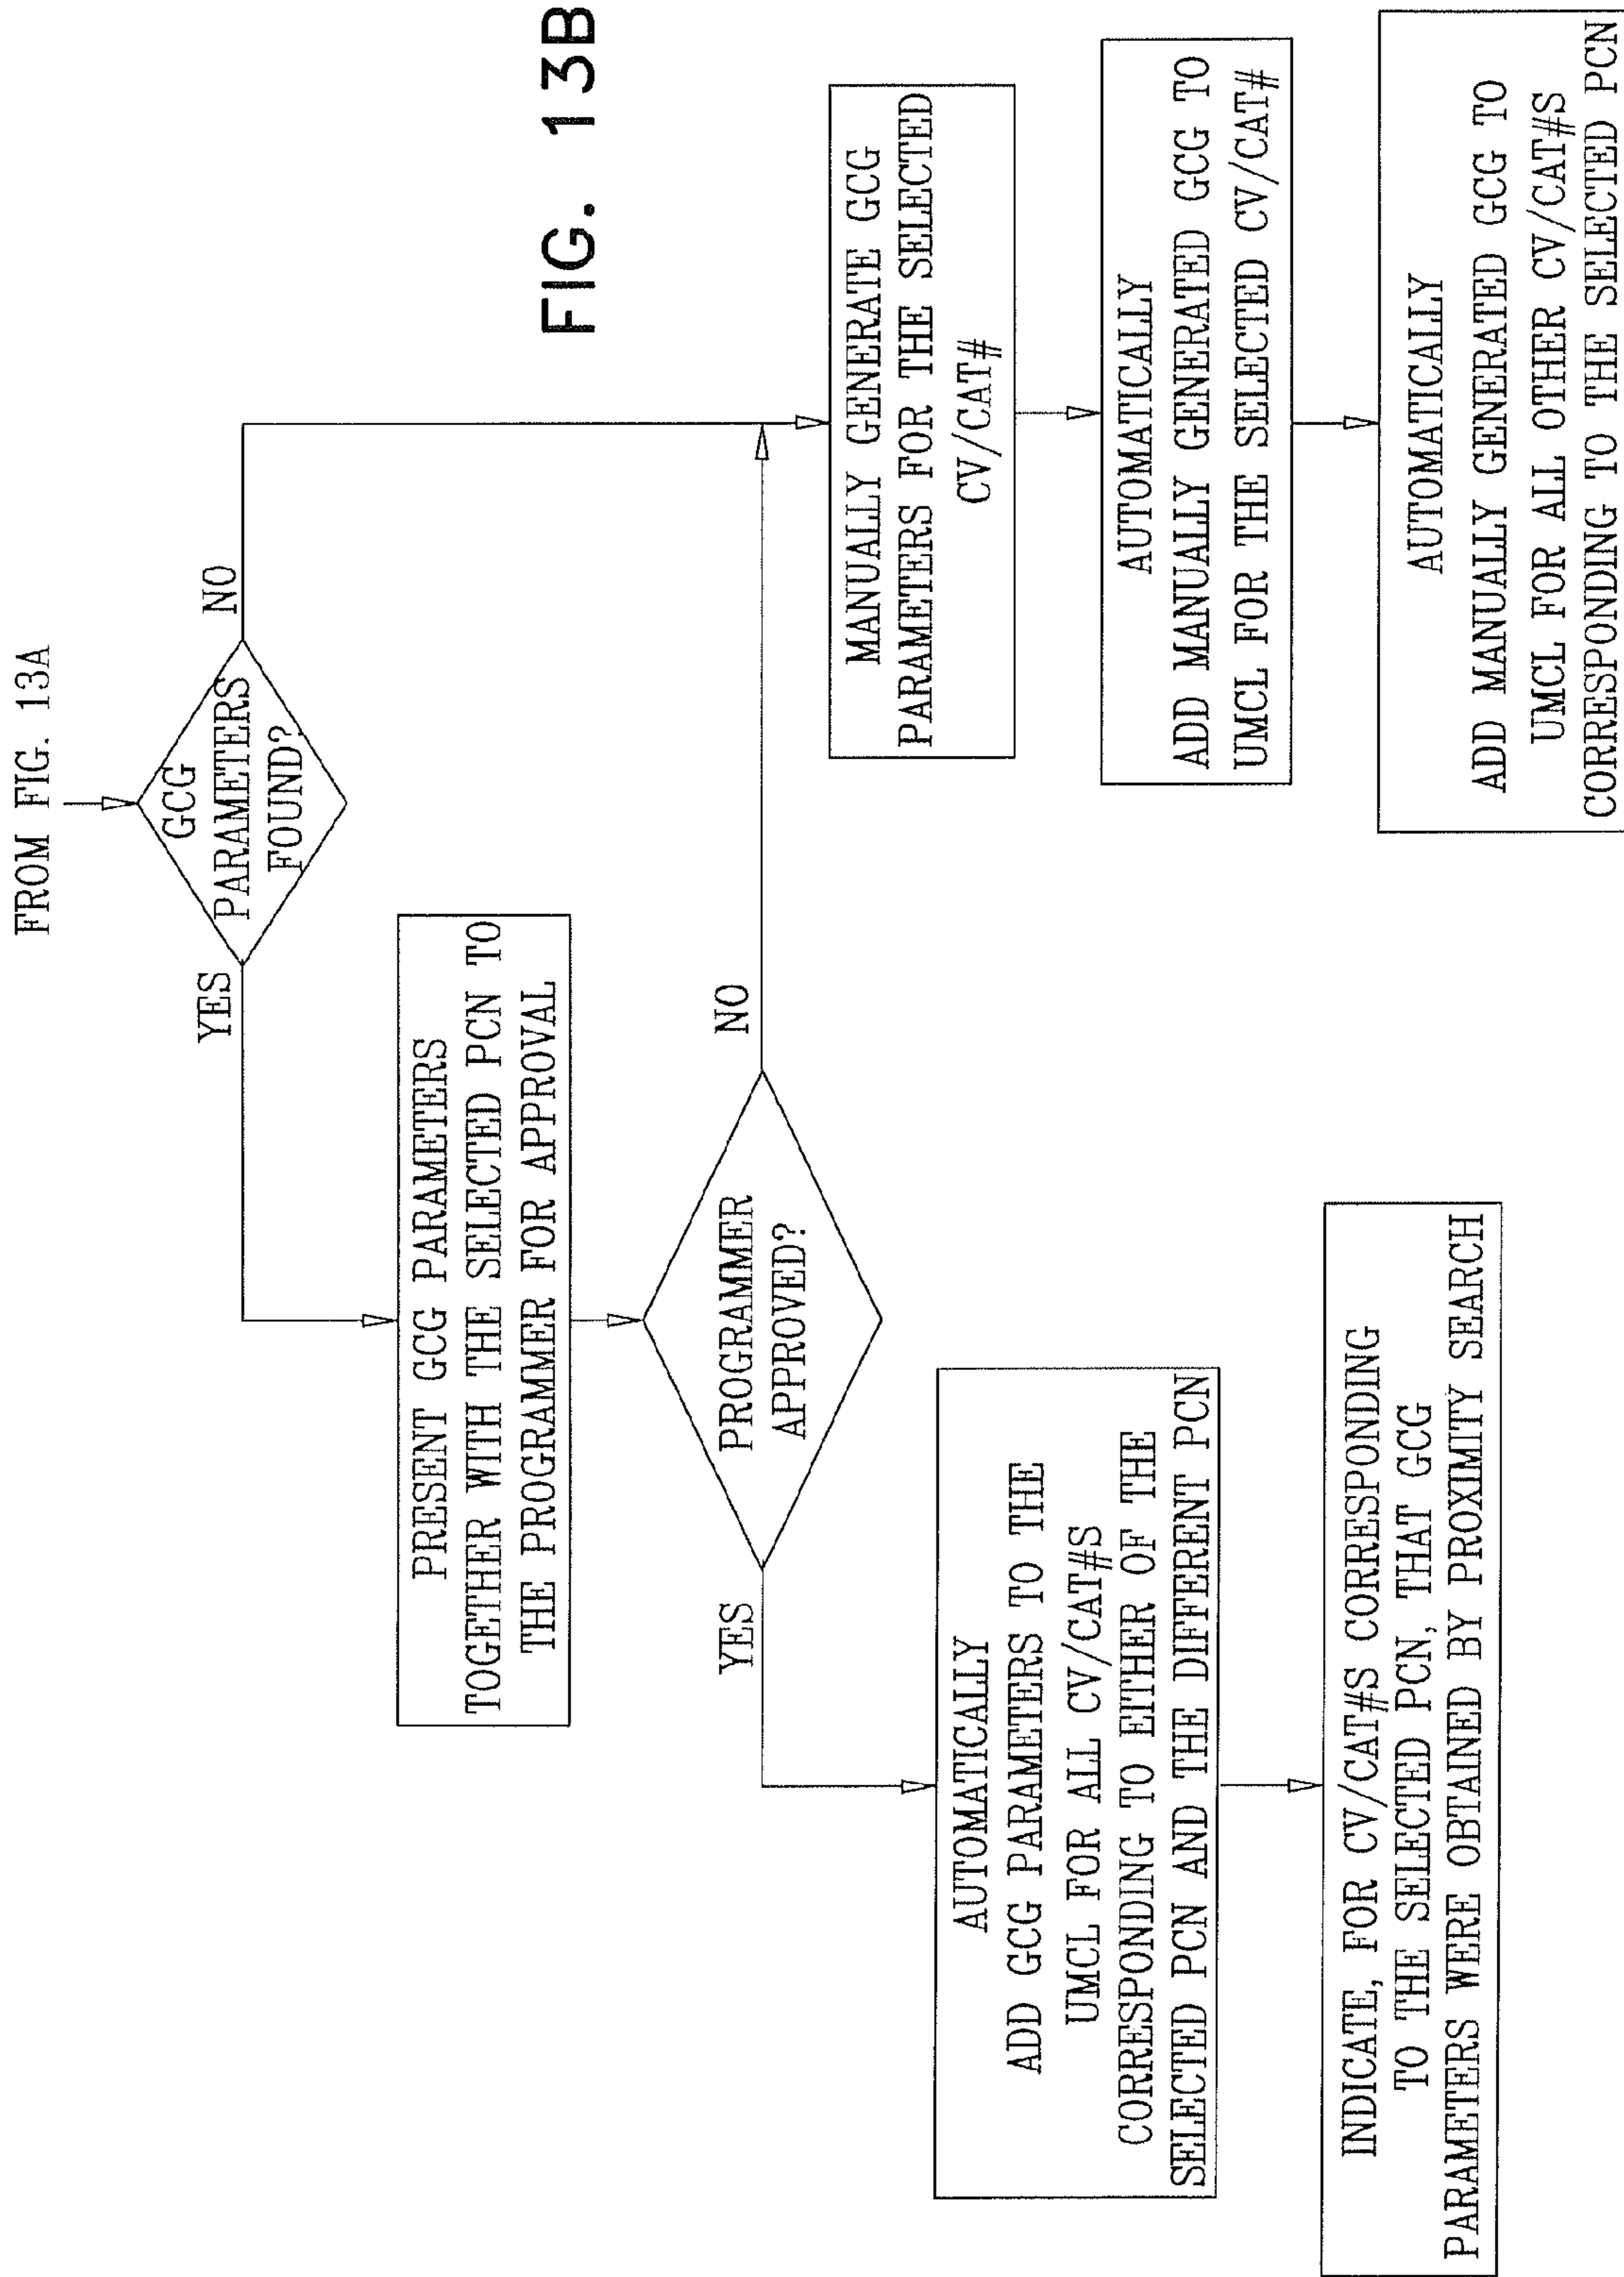 FROM FIG. 13A
GCG
PARAMETERS
FOUND?
YES
NO
PRESENT GCG PARAMETERS
TOGETHER WITH THE SELECTED PCN TO
THE PROGRAMMER FOR APPROVAL
PROGRAMMER
APPROVED?
YES
NO
AUTOMATICALLY
ADD GCG PARAMETERS TO THE
UMCL FOR ALL CV/CAT#S
CORRESPONDING TO EITHER OF THE
SELECTED PCN AND THE DIFFERENT PCN
INDICATE, FOR CV/CAT#S CORRESPONDING
TO THE SELECTED PCN, THAT GCG
PARAMETERS WERE OBTAINED BY PROXIMITY SEARCH
MANUALLY GENERATE GCG
PARAMETERS FOR THE SELECTED
CV/CAT#
AUTOMATICALLY
ADD MANUALLY GENERATED GCG TO
UMCL FOR THE SELECTED CV/CAT#
AUTOMATICALLY
ADD MANUALLY GENERATED GCG TO
UMCL FOR ALL OTHER CV/CAT#S
CORRESPONDING TO THE SELECTED PCN
FIG. 13B